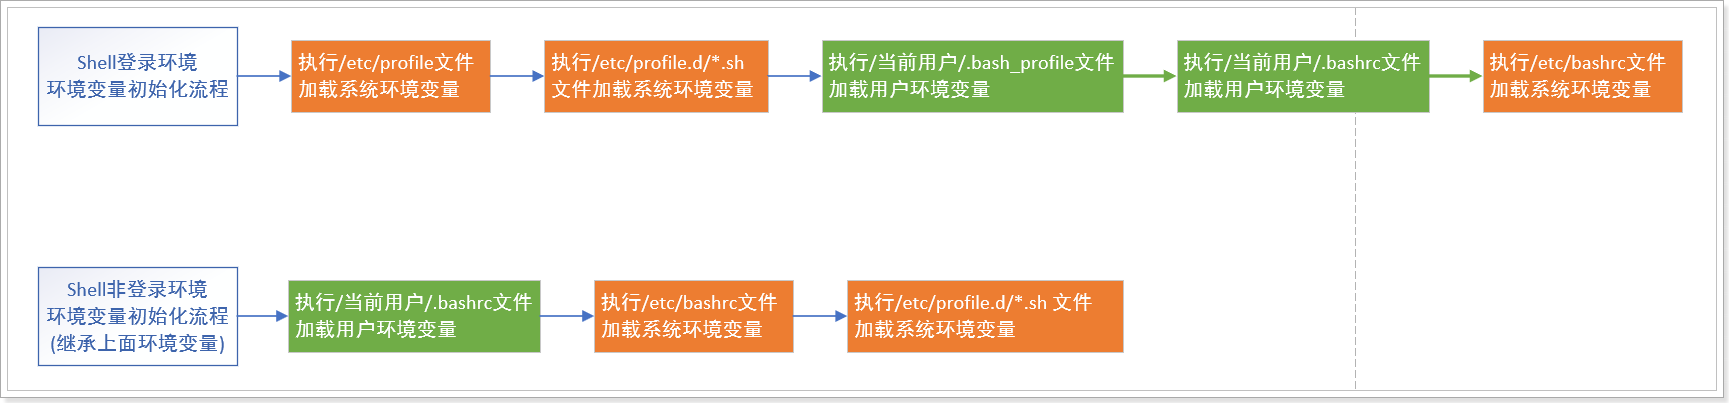 Shell登录环境
环境变量初始化流程
执行/etc/profile文件
加载系统环境变量
执行/etc/profile.d/*.sh
文件加载系统环境变量
执行/当前用户/.bash_profile文件
加载用户环境变量
执行/当前用户/.bashrc文件
加载用户环境变量
执行/etc/bashrc文件
加载系统环境变量
Shell非登录环境
环境变量初始化流程
(继承上面环境变量)
执行/当前用户/.bashrc文件
加载用户环境变量
执行/etc/bashrc文件
加载系统环境变量
执行/etc/profile.d/*.sh 文件
加载系统环境变量